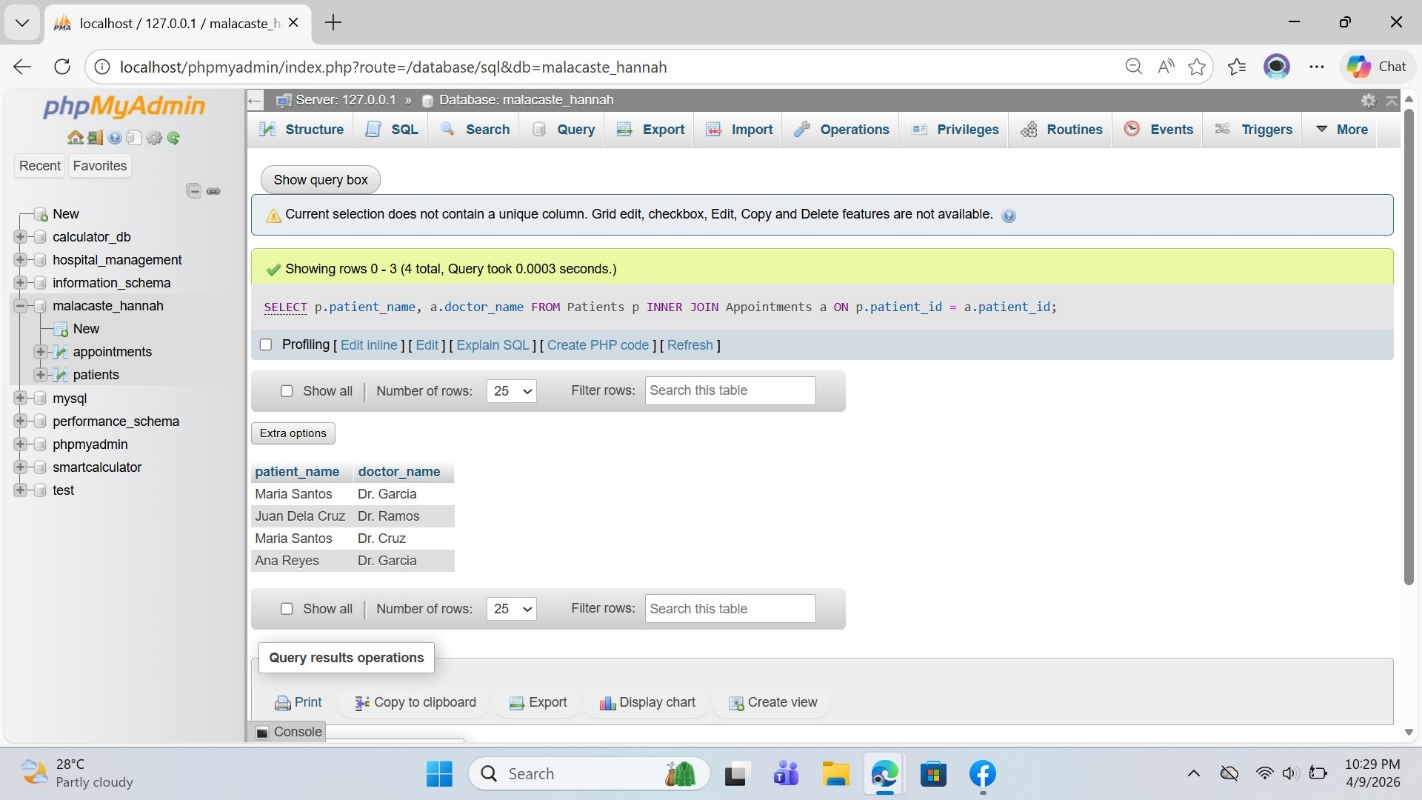 localhost / 127.0.0.1 / malacaste_h
localhost/phpmyadmin/index.php?route=/database/sql&db=malacaste_hannah
Chat
phpMyAdmin
Recent
Favorites
New
calculator_db
hospital_management
information_schema
malacaste_hannah
New
appointments
patients
mysql
performance_schema
phpmyadmin
smartcalculator
test
Server: 127.0.0.1 » Database: malacaste_hannah
Structure SQL Search Query Export Import Operations Privileges Routines Events Triggers More
Show query box
Current selection does not contain a unique column. Grid edit, checkbox, Edit, Copy and Delete features are not available.
Showing rows 0 - 3 (4 total, Query took 0.0003 seconds.)
SELECT p.patient_name, a.doctor_name FROM Patients p INNER JOIN Appointments a ON p.patient_id = a.patient_id;
Profiling [ Edit inline ] [ Edit ] [ Explain SQL ] [ Create PHP code ] [ Refresh ]
Show all Number of rows: 25 Filter rows: Search this table
Extra options
patient_name doctor_name
Maria Santos Dr. Garcia
Juan Dela Cruz Dr. Ramos
Maria Santos Dr. Cruz
Ana Reyes Dr. Garcia
Show all Number of rows: 25 Filter rows: Search this table
Query results operations
Print Copy to clipboard Export Display chart Create view
Console
28°C
Partly cloudy
Search
10:29 PM
4/9/2026